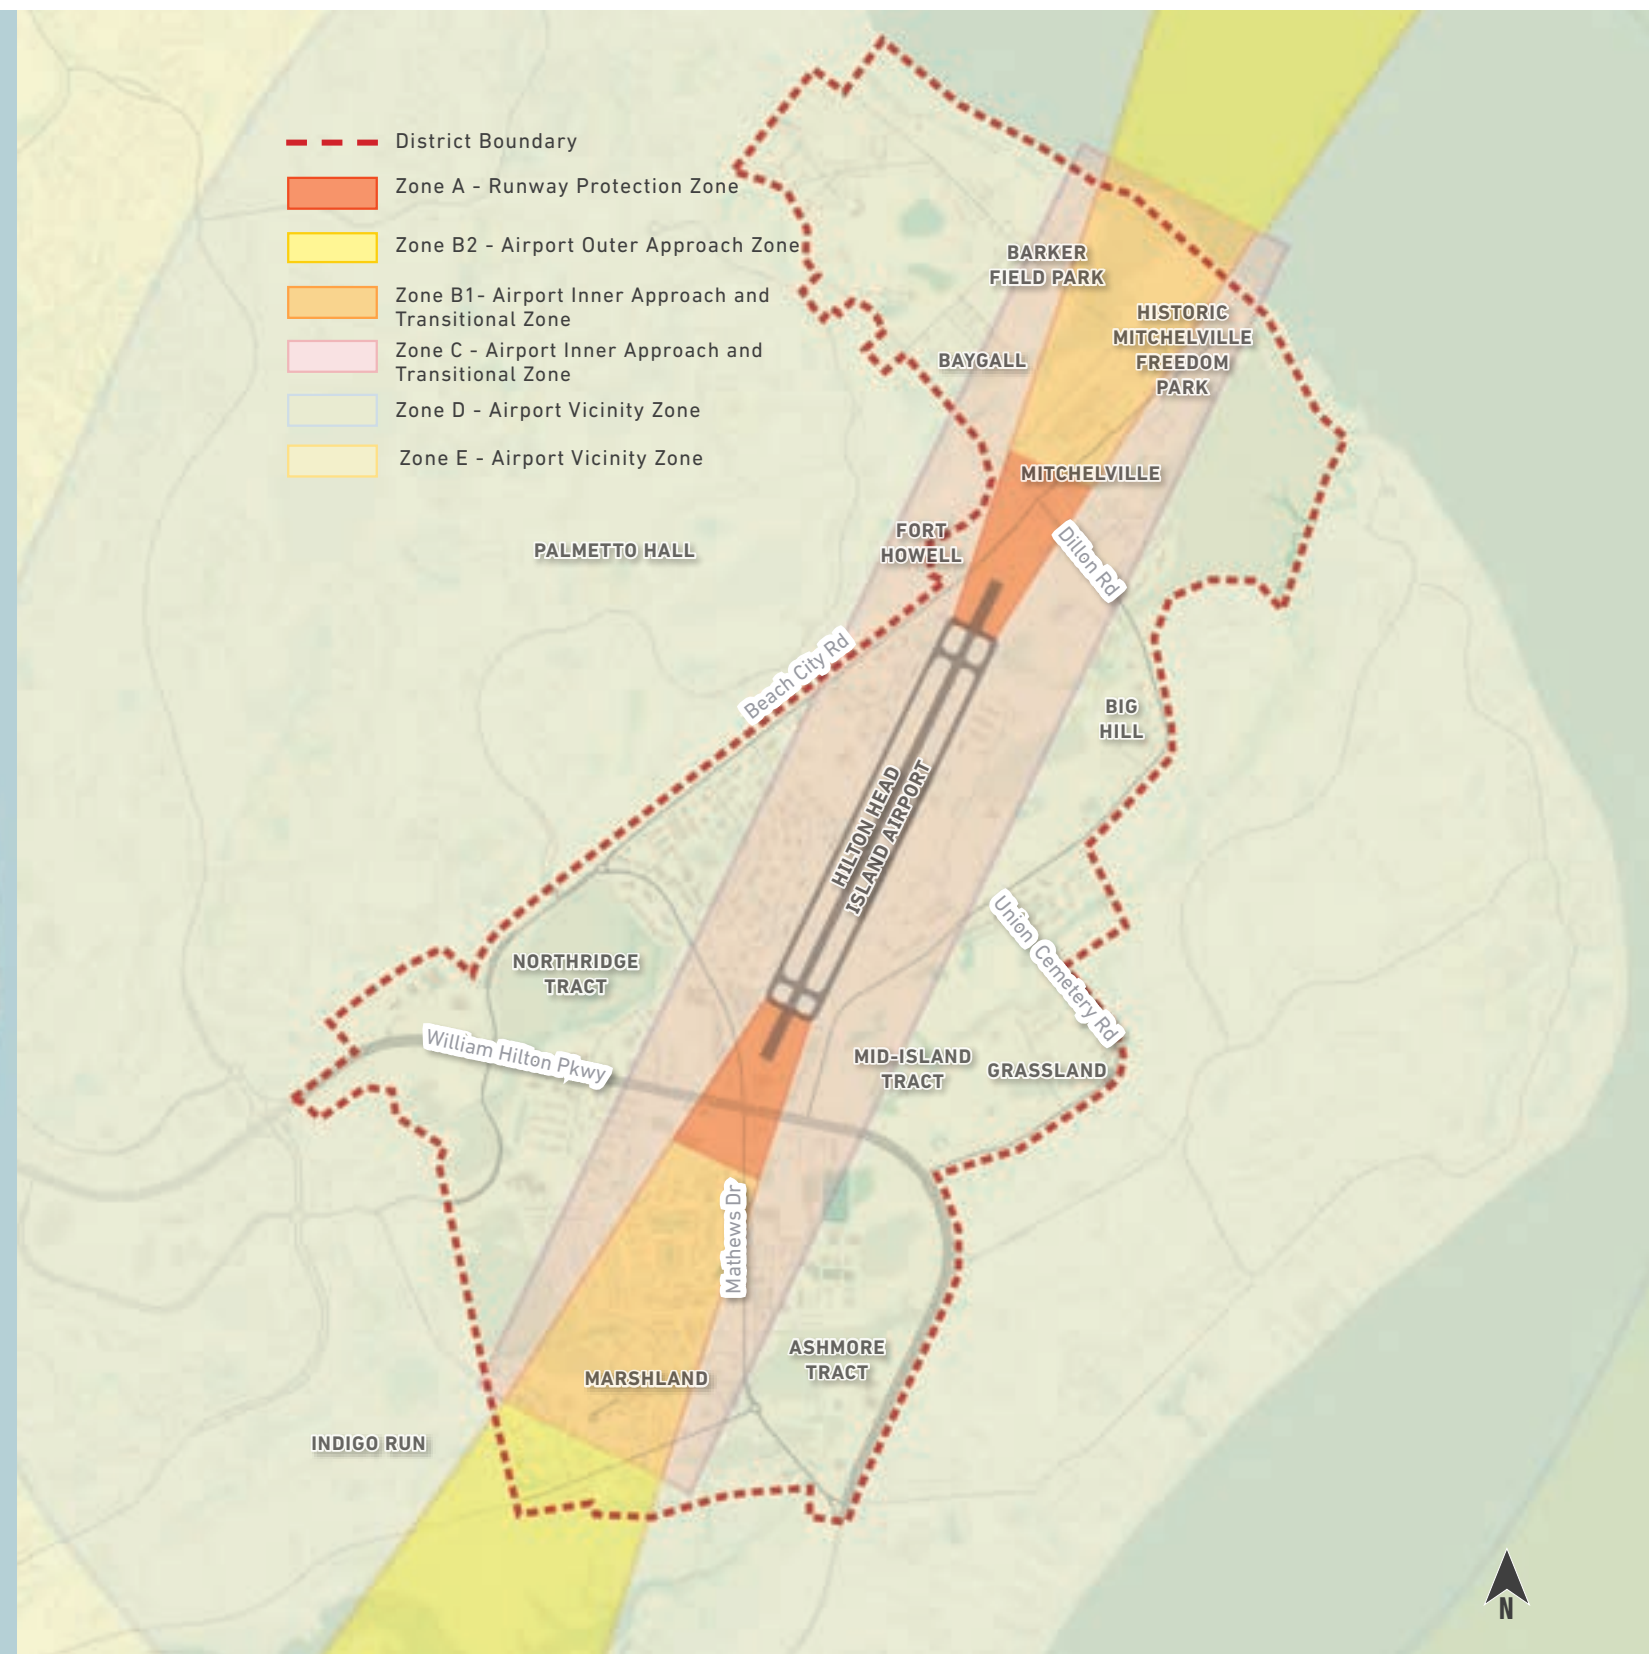 District Boundary
Zone A - Runway Protection Zone
Zone B2 - Airport Outer Approach Zone
Zone B1- Airport Inner Approach and
Transitional Zone
Zone C - Airport Inner Approach and
Transitional Zone
Zone D - Airport Vicinity Zone
Zone E - Airport Vicinity Zone
BARKER
FIELD PARK
HISTORIC
MITCHELVILLE
FREEDOM
PARK
BAYGALL
MITCHELVILLE
FORT
HOWELL
PALMETTO HALL
Dillon Rd
Beach City Rd
BIG
HILL
HILTON HEAD
ISLAND AIRPORT
Union Cemetery Rd
NORTHRIDGE
TRACT
William Hilton Pkwy
MID-ISLAND
TRACT
GRASSLAND
Mathews Dr
ASHMORE
TRACT
MARSHLAND
INDIGO RUN
N